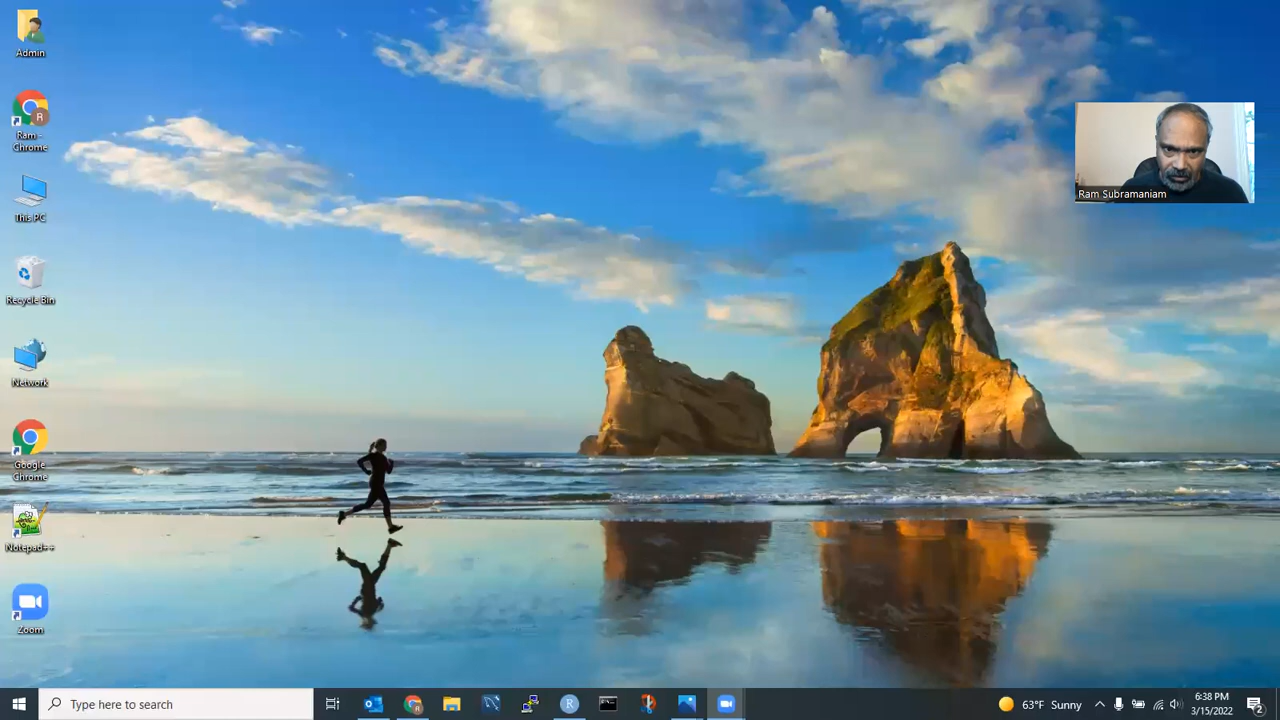 Admin
Ram -
Chrome
This PC
Recycle Bin
Network
Google
Chrome
Notepad++
Zoom
Ram Subramaniam
Type here to search
63°F Sunny
6:38 PM
3/15/2022
2